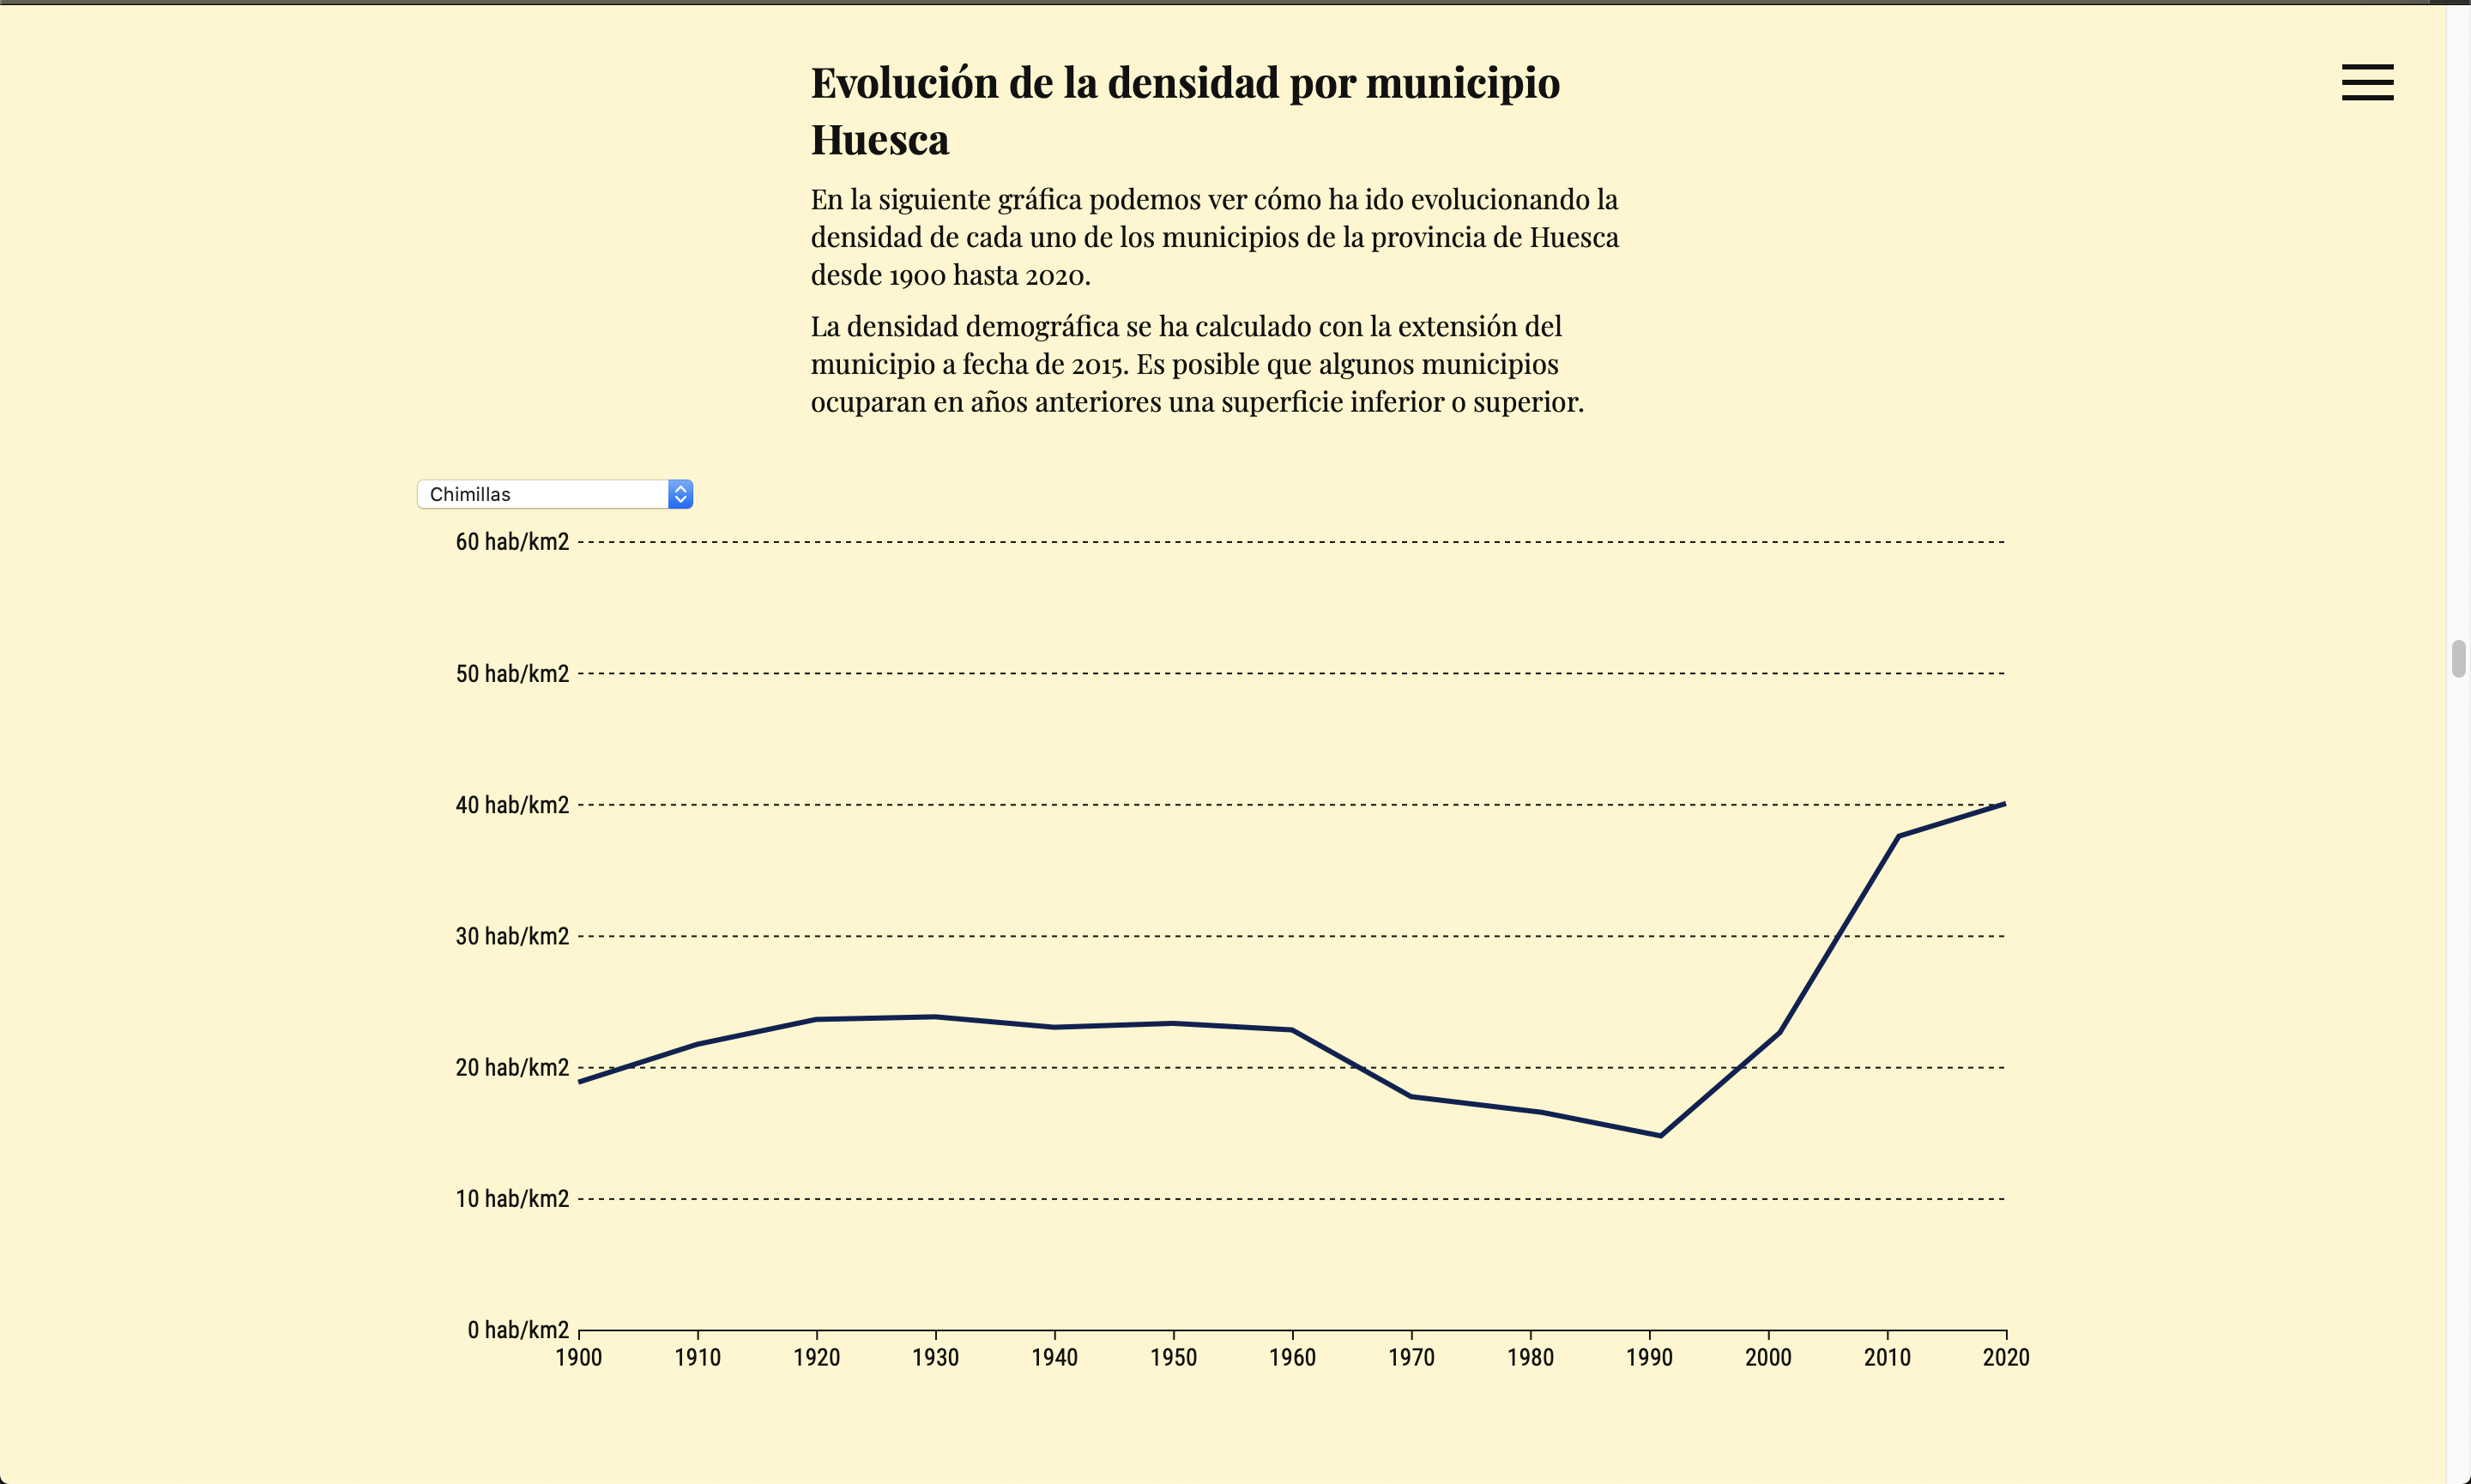 Evolución de la densidad por municipio
Huesca
En la siguiente gráfica podemos ver cómo ha ido evolucionando la
densidad de cada uno de los municipios de la provincia de Huesca
desde 1900 hasta 2020.
La densidad demográfica se ha calculado con la extensión del
municipio a fecha de 2015. Es posible que algunos municipios
ocuparan en años anteriores una superficie inferior o superior.
Chimillas
60 hab/km2
50 hab/km2
40 hab/km2
30 hab/km2
20 hab/km2
10 hab/km2
0 hab/km2
1900 1910 1920 1930 1940 1950 1960 1970 1980 1990 2000 2010 2020